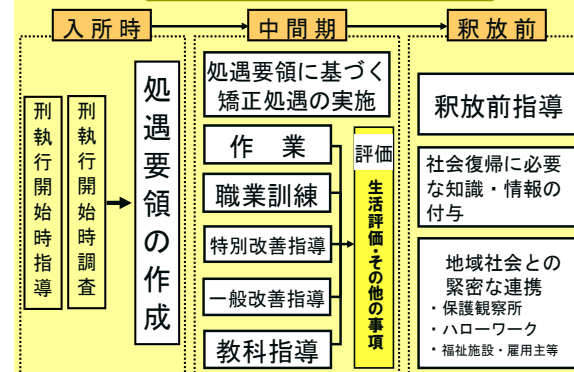 入所時
中間期
釈放前
刑執行開始時指導
刑執行開始時調査
処遇要領の作成
処遇要領に基づく
矯正処遇の実施
作　業
職業訓練
特別改善指導
一般改善指導
教科指導
評価
生活評価・その他の事項
釈放前指導
社会復帰に必要
な知識・情報の
付与
地域社会との
緊密な連携
・保護観察所
・ハローワーク
・福祉施設・雇用主等